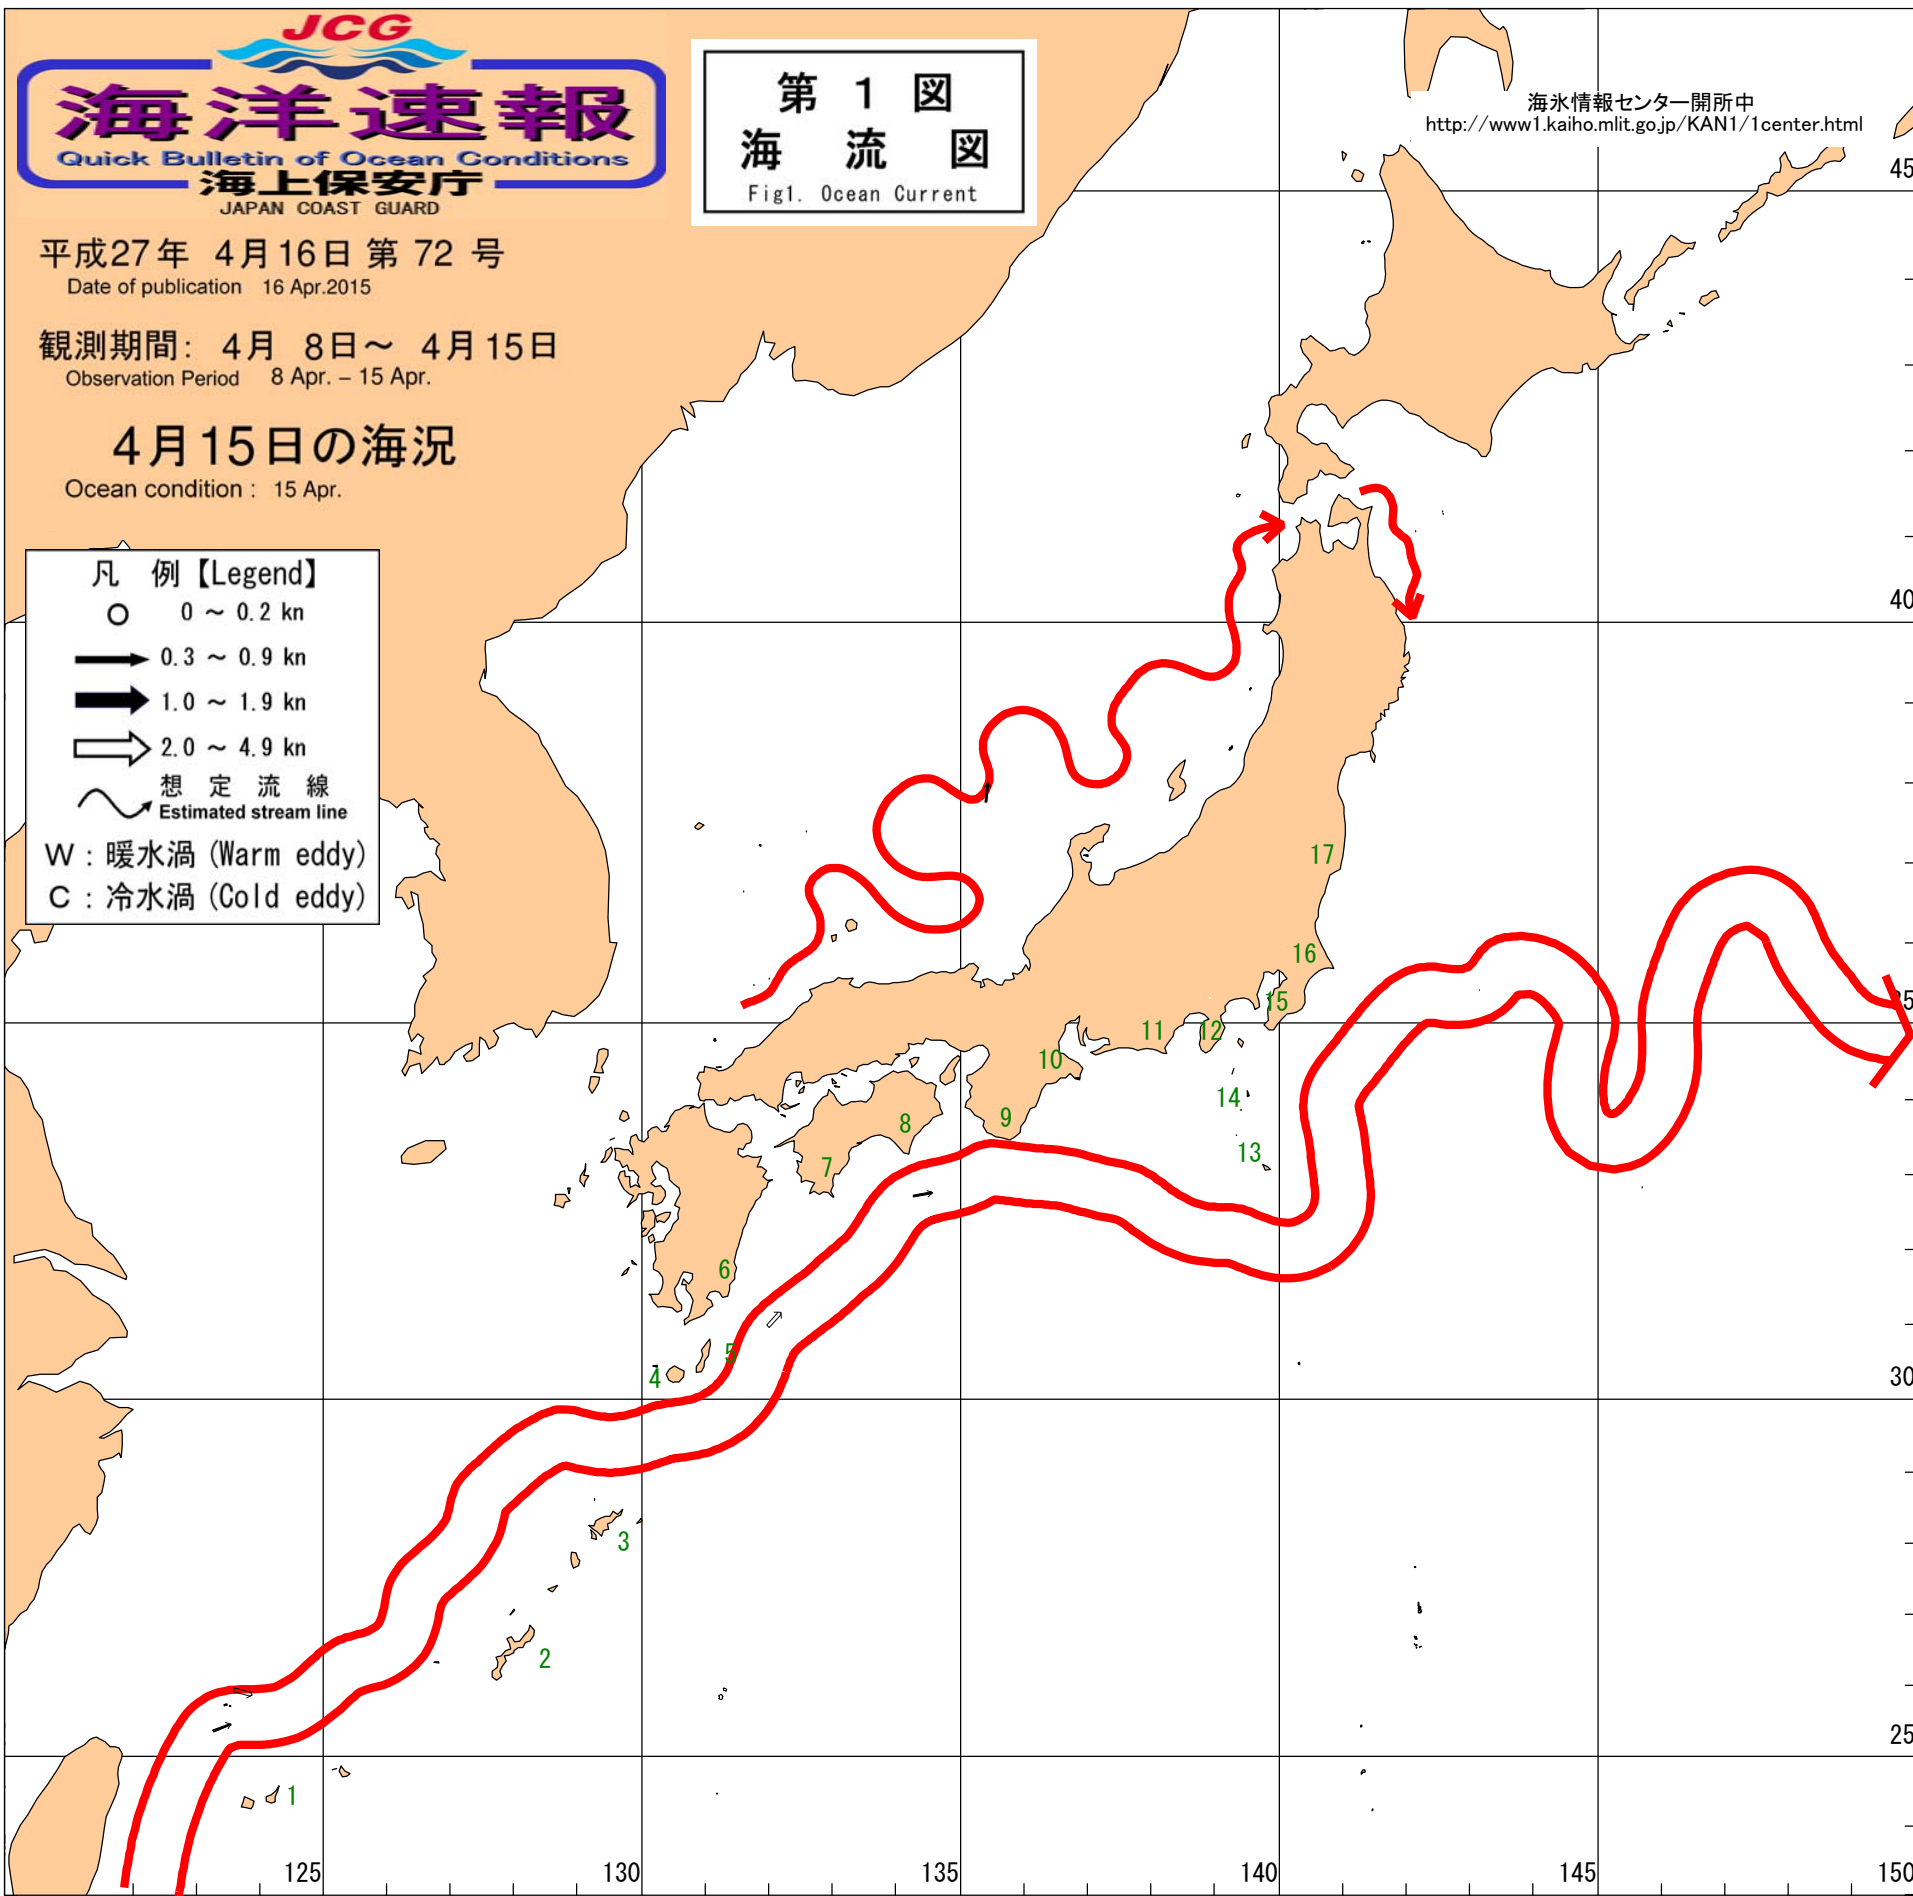 JCG
海洋速報
Quick Bulletin of Ocean Conditions
海上保安庁
JAPAN COAST GUARD
第 1 図
海 流 図
Fig1. Ocean Current
海氷情報センター開所中
http://www1.kaiho.mlit.go.jp/KAN1/1center.html
平成27年 4月16日 第 72 号
Date of publication 16 Apr.2015
観測期間: 4月 8日～ 4月15日
Observation Period 8 Apr. – 15 Apr.
4月15日の海況
Ocean condition : 15 Apr.
凡 例【Legend】
0 ～ 0.2 kn
0.3 ～ 0.9 kn
1.0 ～ 1.9 kn
2.0 ～ 4.9 kn
想 定 流 線
Estimated stream line
W : 暖水渦 (Warm eddy)
C : 冷水渦 (Cold eddy)
45
40
35
30
25
17
16
15
11
12
10
14
9
8
13
7
6
5
4
3
2
1
125
130
135
140
145
150